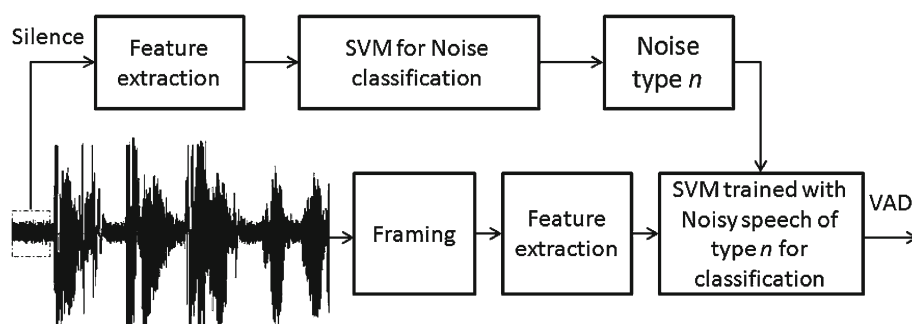 Silence
Feature
extraction
SVM for Noise
classification
Noise
type n
Framing
Feature
extraction
SVM trained with
Noisy speech of
type n for
classification
VAD